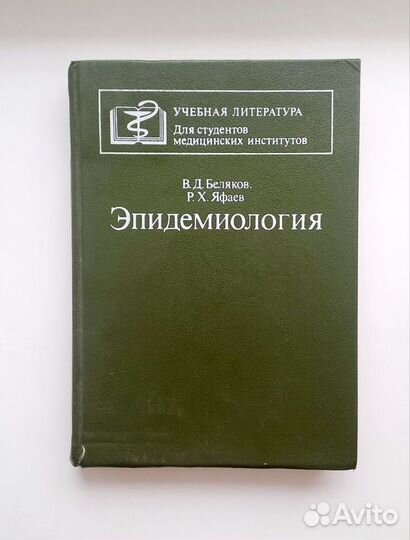 УЧЕБНАЯ ЛИТЕРАТУРА
Для студентов
медицинских институтов
В. Д. Беляков.
Р. Х. Яфаев
Эпидемиология
Avito